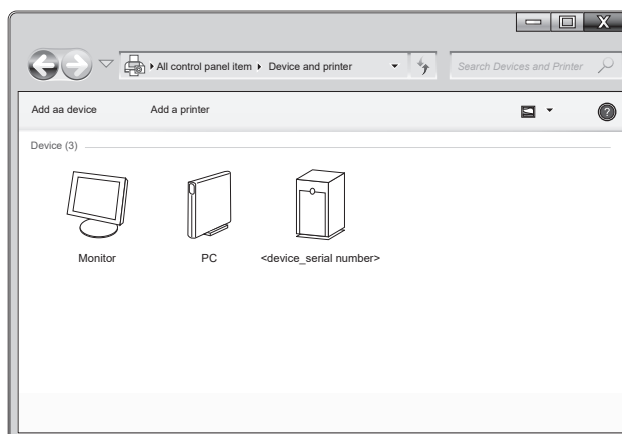 X
All control panel item Device and printer Search Devices and Printer
Add aa device Add a printer ?
Device (3)
Monitor PC <device_serial number>